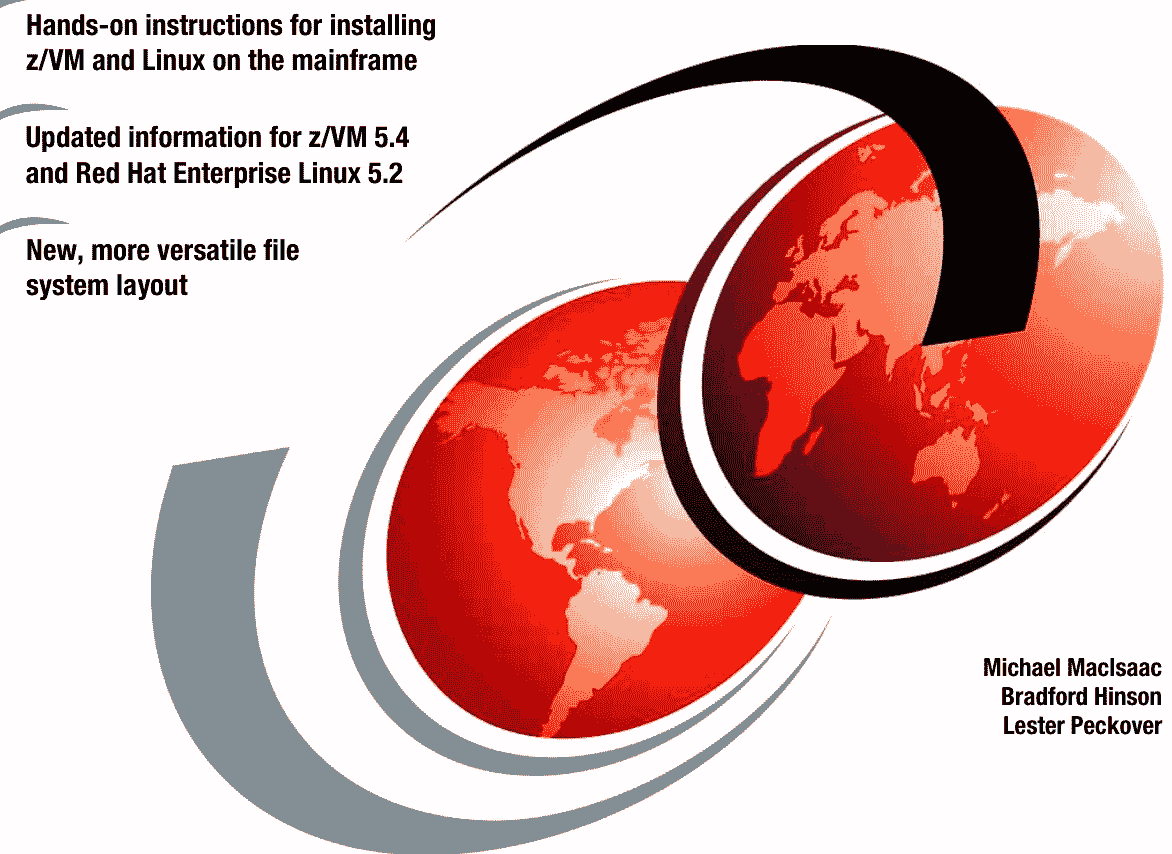 Hands-on instructions for installing
z/VM and Linux on the mainframe
Updated information for z/VM 5.4
and Red Hat Enterprise Linux 5.2
New, more versatile file
system layout
Michael MacIsaac
Bradford Hinson
Lester Peckover